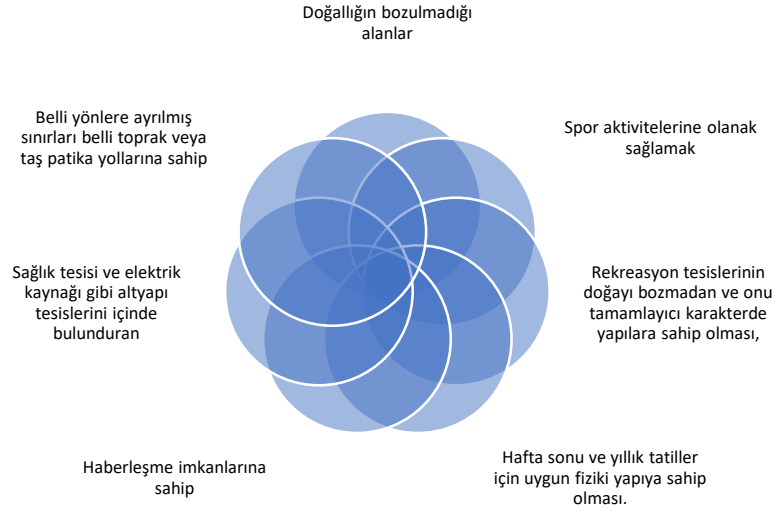 Doğallığın bozulmadığı
alanlar
Spor aktivitelerine olanak
sağlamak
Rekreasyon tesislerinin
doğayı bozmadan ve onu
tamamlayıcı karakterde
yapılara sahip olması,
Hafta sonu ve yıllık tatiller
için uygun fiziki yapıya sahip
olması.
Haberleşme imkanlarına
sahip
Sağlık tesisi ve elektrik
kaynağı gibi altyapı
tesislerini içinde
bulunduran
Belli yönlere ayrılmış
sınırları belli toprak veya
taş patika yollarına sahip